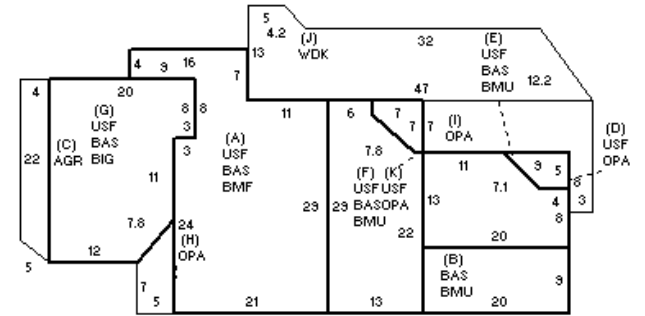 5
4.2
(J)
WDK
13
32
(E)
USF
BAS
BMU
12.2
4
9
16
7
47
4
20
(G)
USF
BAS
BIG
8
8
3
3
11
6
7
7
7
(I)
OPA
(D)
USF
OPA
(C)
AGR
22
(A)
USF
BAS
BMF
7.8
11
9
5
8
(F)
USF
BAS
BMU
(K)
USF
OPA
7.1
4
3
8
11
29
29
13
7.8
24
(H)
OPA
22
20
12
5
7
5
(B)
BAS
BMU
9
21
13
20